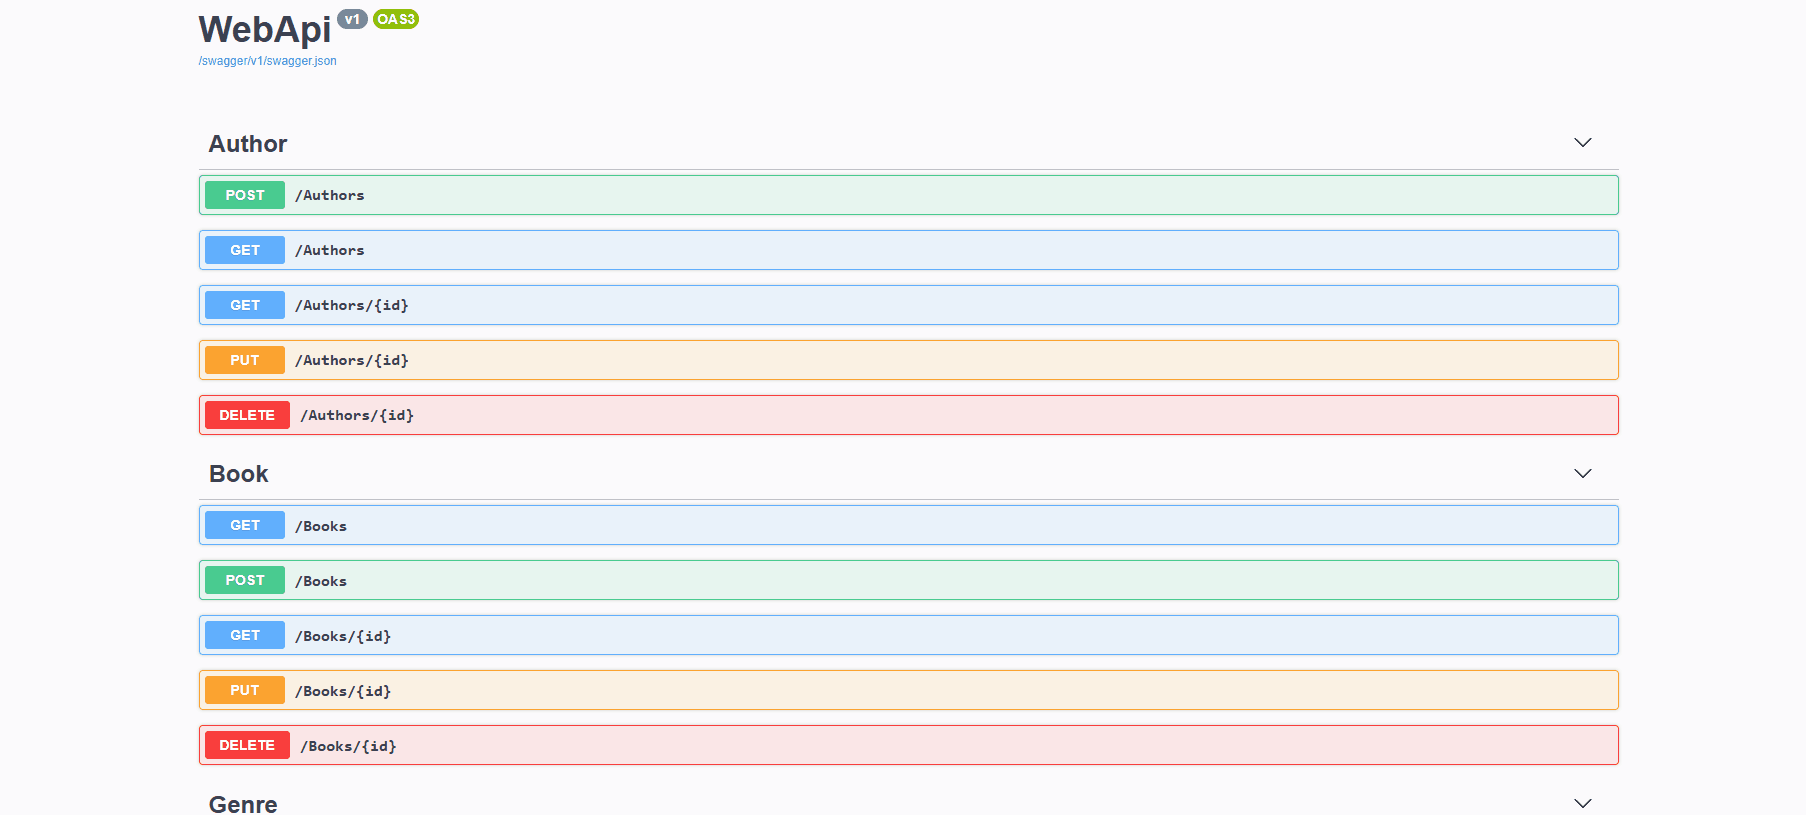 WebApi v1 OAS3
/swagger/v1/swagger.json
Author
POST /Authors
GET /Authors
GET /Authors/{id}
PUT /Authors/{id}
DELETE /Authors/{id}
Book
GET /Books
POST /Books
GET /Books/{id}
PUT /Books/{id}
DELETE /Books/{id}
Genre